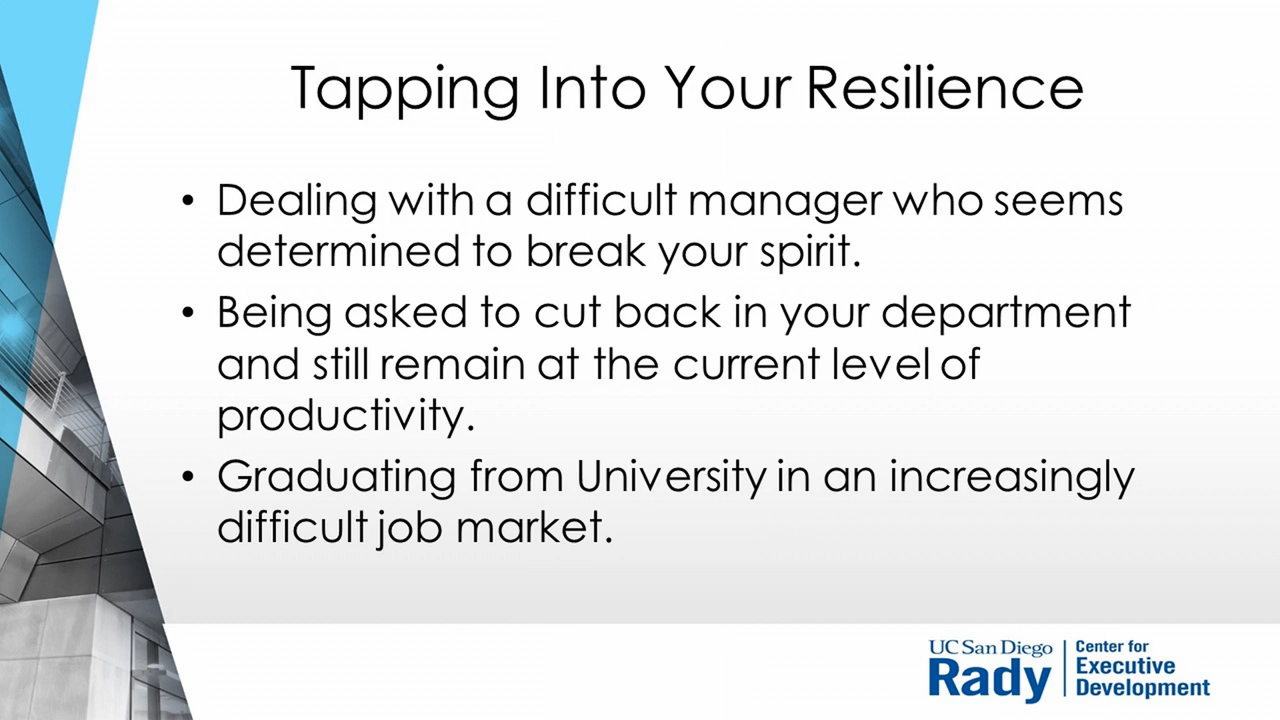 Tapping Into Your Resilience
• Dealing with a difficult manager who seems
determined to break your spirit.
• Being asked to cut back in your department
and still remain at the current level of
productivity.
• Graduating from University in an increasingly
difficult job market.
UC San Diego
Rady
Center for
Executive
Development